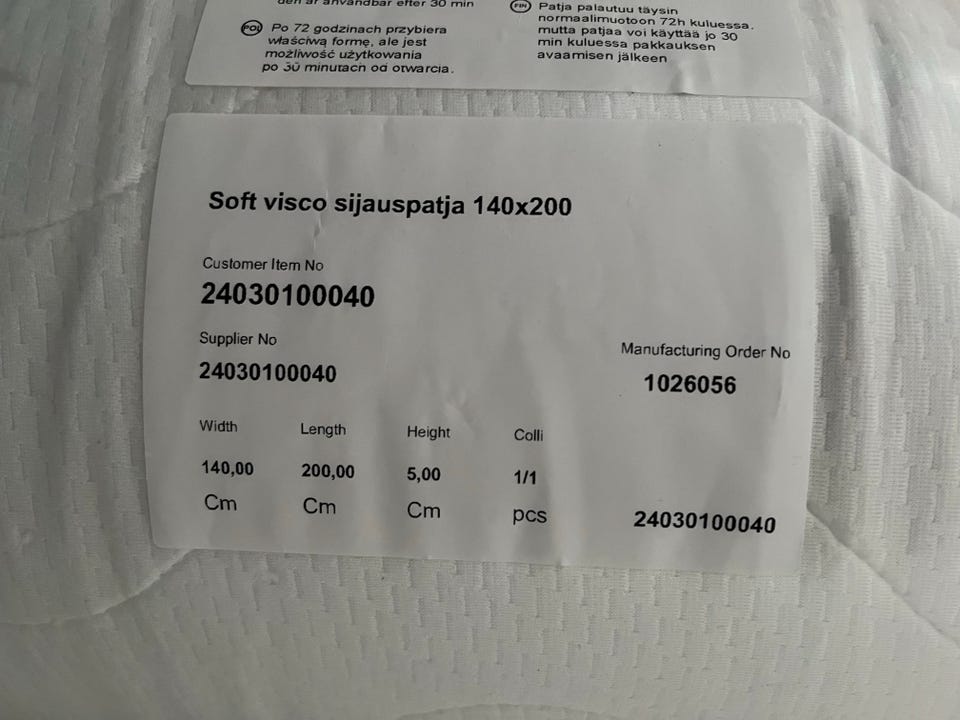 den är användbar efter 30 min
POL Po 72 godzinach przybiera
właściwą formę, ale jest
możliwość użytkowania
po 30 minutach od otwarcia.
FIN Patja palautuu täysin
normaalimuotoon 72h kuluessa.
mutta patjaa voi käyttää jo 30
min kuluessa pakkauksen
avaamisen jälkeen
Soft visco sijauspatja 140x200
Customer Item No
24030100040
Supplier No
24030100040
Manufacturing Order No
1026056
Width Length Height Colli
140,00 200,00 5,00 1/1
Cm Cm Cm pcs
24030100040